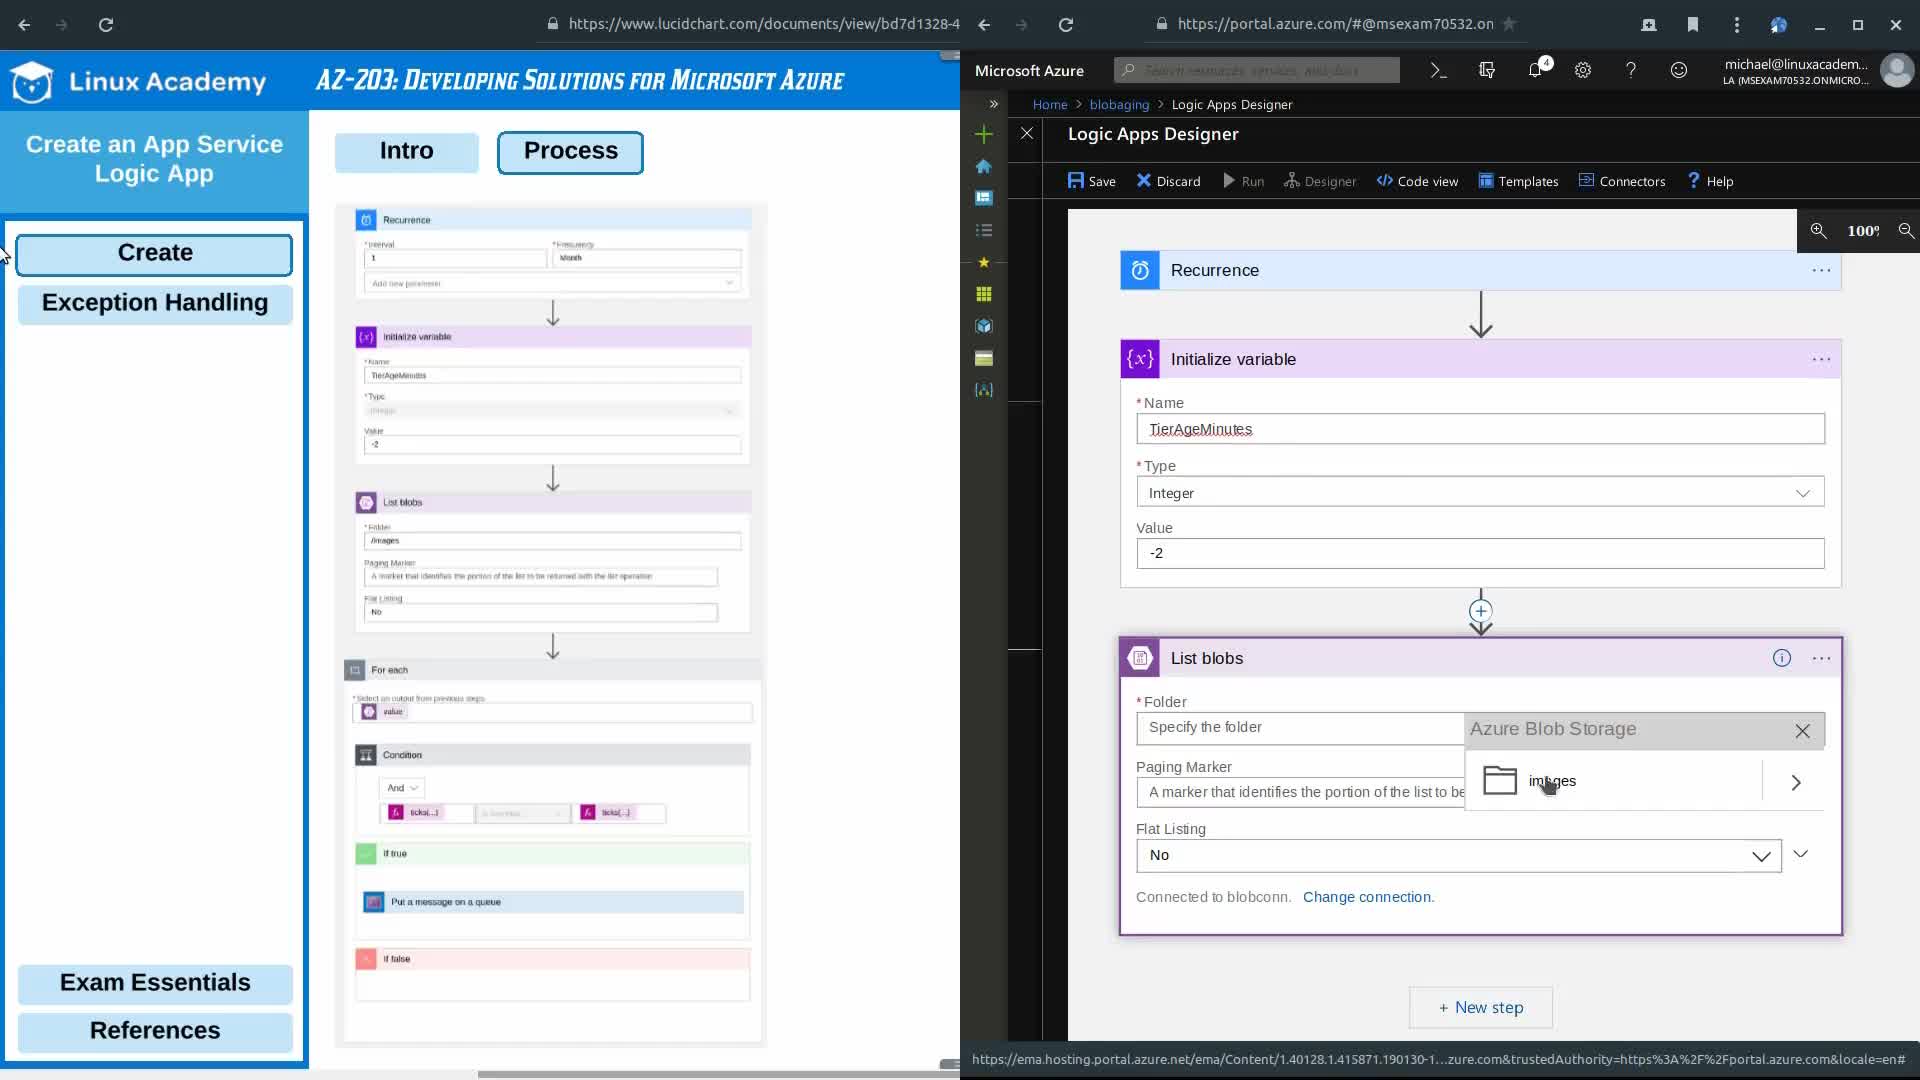 https://www.lucidchart.com/documents/view/bd7d1328-4
Linux Academy
AZ-203: Developing Solutions for Microsoft Azure
Create an App Service
Logic App
Create
Exception Handling
Exam Essentials
References
Intro
Process
Recurrence
*Interval
*Frequency
1
Month
Add new parameter
Initialize variable
*Name
TierAgeMinutes
*Type
Integer
Value
-2
List blobs
*Folder
/images
Paging Marker
A marker that identifies the portion of the list to be returned with the list operation
Flat Listing
No
For each
*Select an output from previous steps
value
Condition
And
ticks(...)
ticks(...)
If true
Put a message on a queue
If false
https://portal.azure.com/#@msexam70532.on
Microsoft Azure
Search resources, services, and docs
4
michael@linuxacadem...
LA (MSEXAM70532.ONMICRO...
Home > blobaging > Logic Apps Designer
Logic Apps Designer
Save
Discard
Run
Designer
Code view
Templates
Connectors
? Help
100%
Recurrence
...
{x} Initialize variable
...
* Name
TierAgeMinutes
* Type
Integer
Value
-2
List blobs
...
* Folder
Specify the folder
Azure Blob Storage
images
Paging Marker
A marker that identifies the portion of the list to be
Flat Listing
No
Connected to blobconn. Change connection.
+ New step
https://ema.hosting.portal.azure.net/ema/Content/1.40128.1.415871.190130-1...zure.com&trustedAuthority=https%3A%2F%2Fportal.azure.com&locale=en#